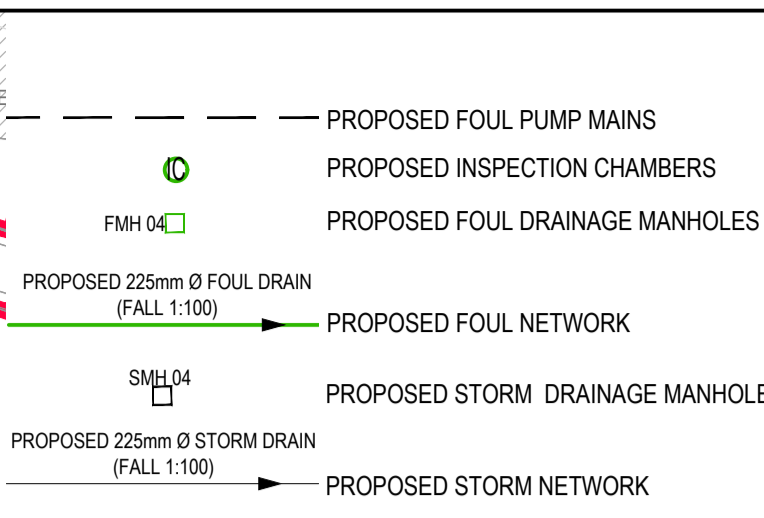 PROPOSED FOUL PUMP MAINS
IC PROPOSED INSPECTION CHAMBERS
FMH 04 PROPOSED FOUL DRAINAGE MANHOLES
PROPOSED 225mm Ø FOUL DRAIN
(FALL 1:100)
PROPOSED FOUL NETWORK
SMH 04
PROPOSED STORM DRAINAGE MANHOLE
PROPOSED 225mm Ø STORM DRAIN
(FALL 1:100)
PROPOSED STORM NETWORK